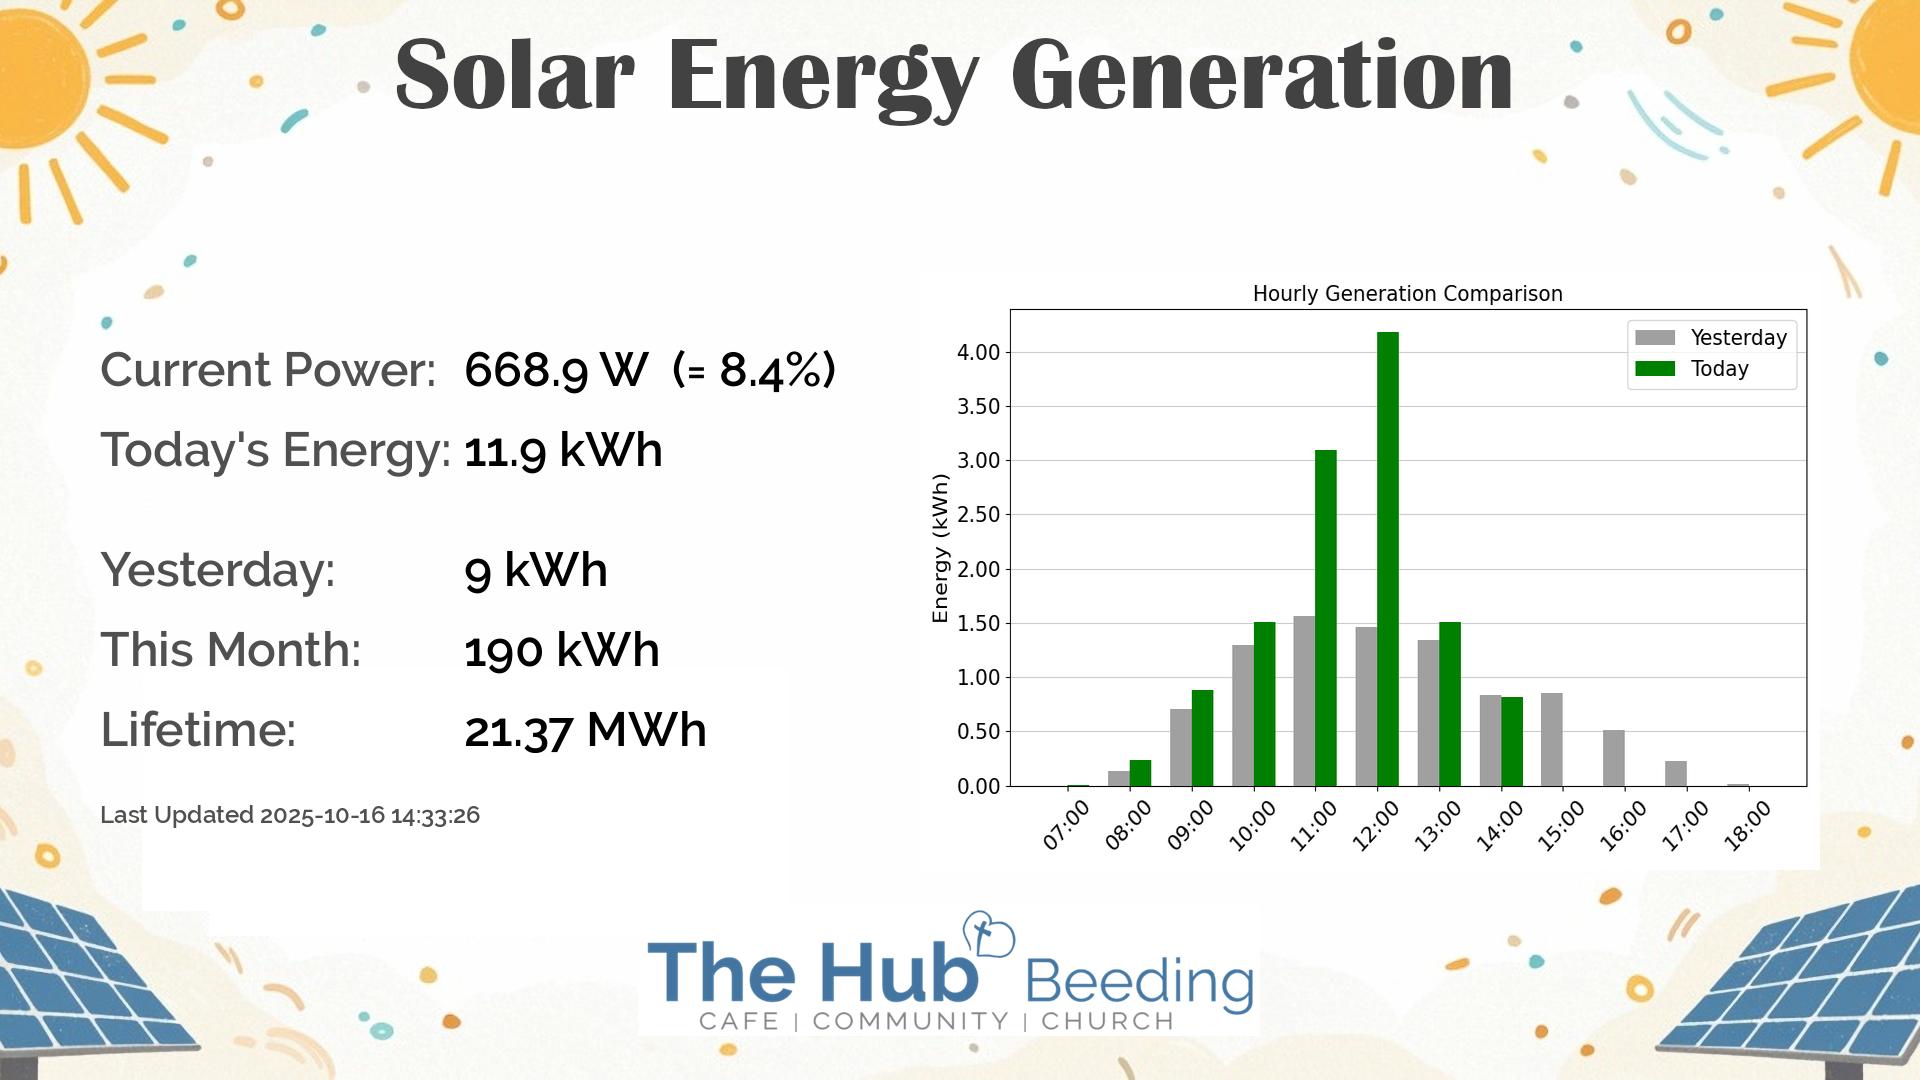 Solar Energy Generation
Current Power: 668.9 W (= 8.4%)
Today's Energy: 11.9 kWh
Yesterday: 9 kWh
This Month: 190 kWh
Lifetime: 21.37 MWh
Last Updated 2025-10-16 14:33:26
Hourly Generation Comparison
Yesterday
Today
Energy (kWh)
4.00
3.50
3.00
2.50
2.00
1.50
1.00
0.50
0.00
07:00 08:00 09:00 10:00 11:00 12:00 13:00 14:00 15:00 16:00 17:00 18:00
The Hub Beeding
CAFE | COMMUNITY | CHURCH